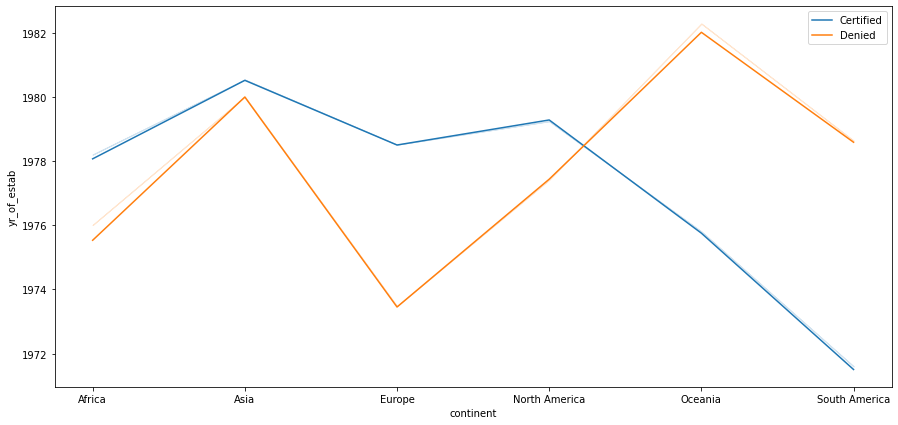 Certified
Denied
1982
1980
1978
1976
1974
1972
yr_of_estab
Africa
Asia
Europe
North America
Oceania
South America
continent